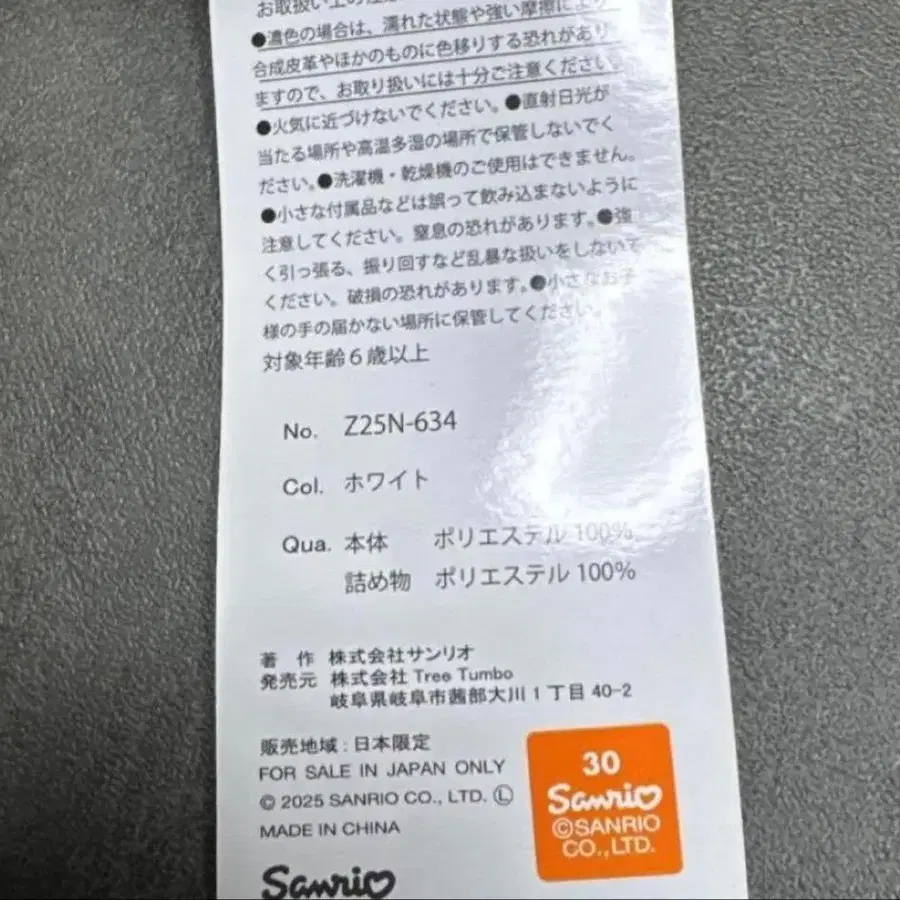 お取扱い上の注意
●濃色の場合は、濡れた状態や強い摩擦により
合成皮革やほかのものに色移りする恐れがあり
ますので、お取り扱いには十分ご注意ください。
●火気に近づけないでください。●直射日光が
当たる場所や高温多湿の場所で保管しないでく
ださい。●洗濯機・乾燥機のご使用はできません。
●小さな付属品などは誤って飲み込まないように
注意してください。窒息の恐れがあります。●強
く引っ張る、振り回すなど乱暴な扱いをしないで
ください。破損の恐れがあります。●小さなお子
様の手の届かない場所に保管してください。
対象年齢6歳以上
No. Z25N-634
Col. ホワイト
Qua. 本体 ポリエステル 100%
詰め物 ポリエステル 100%
著 作 株式会社サンリオ
発売元 株式会社 Tree Tumbo
岐阜県岐阜市茜部大川1丁目 40-2
販売地域:日本限定
FOR SALE IN JAPAN ONLY
© 2025 SANRIO CO., LTD. Ⓛ
MADE IN CHINA
Sanrio
30
Sanrio
©SANRIO
CO.,LTD.